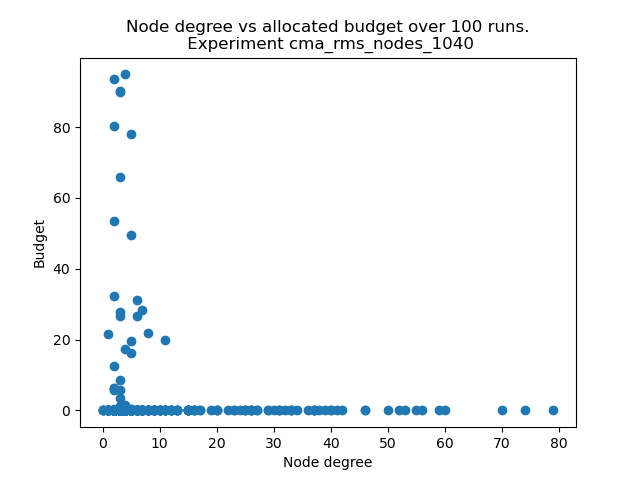 Node degree vs allocated budget over 100 runs.
Experiment cma_rms_nodes_1040
80
60
40
20
0
Budget
0 10 20 30 40 50 60 70 80
Node degree